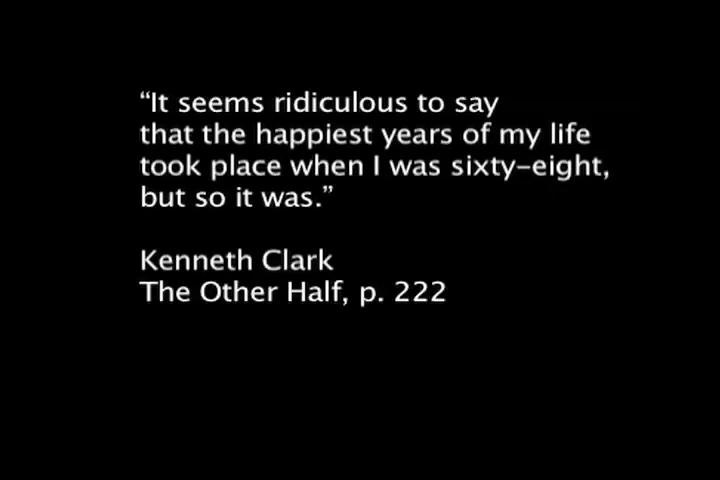 “It seems ridiculous to say
that the happiest years of my life
took place when I was sixty–eight,
but so it was.”
Kenneth Clark
The Other Half, p. 222